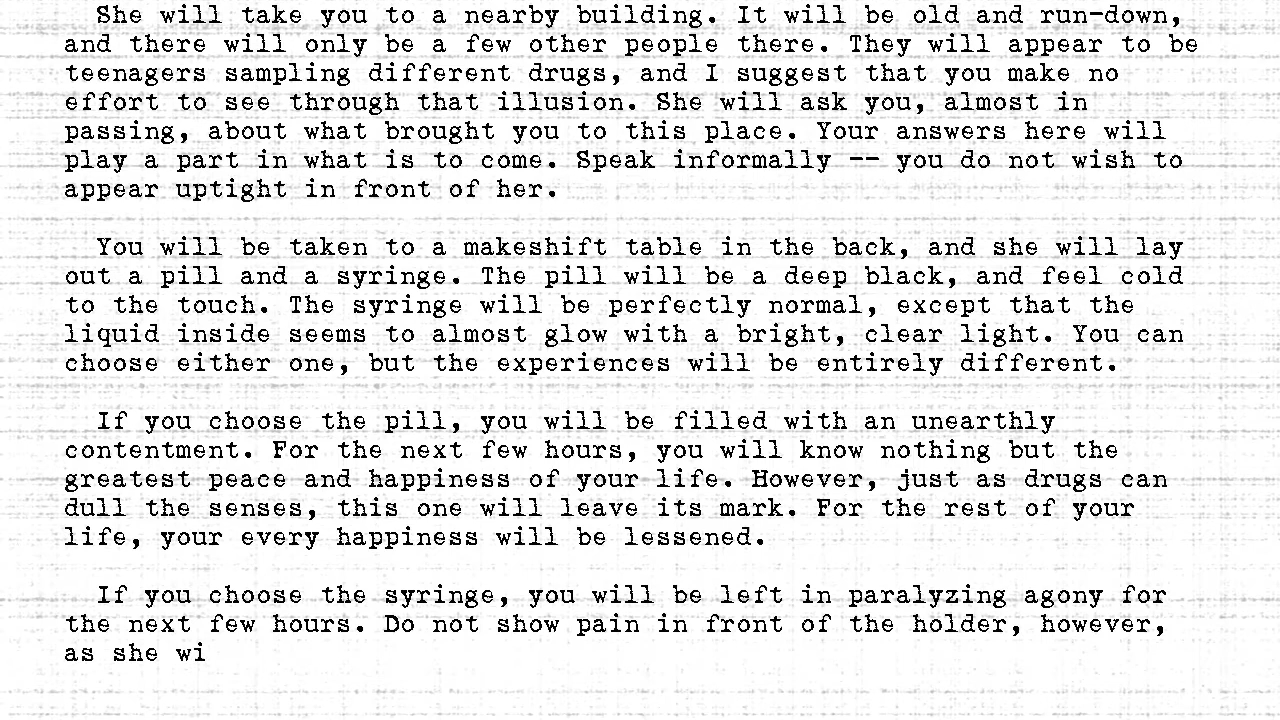 She will take you to a nearby building. It will be old and run-down,
and there will only be a few other people there. They will appear to be
teenagers sampling different drugs, and I suggest that you make no
effort to see through that illusion. She will ask you, almost in
passing, about what brought you to this place. Your answers here will
play a part in what is to come. Speak informally -- you do not wish to
appear uptight in front of her.
You will be taken to a makeshift table in the back, and she will lay
out a pill and a syringe. The pill will be a deep black, and feel cold
to the touch. The syringe will be perfectly normal, except that the
liquid inside seems to almost glow with a bright, clear light. You can
choose either one, but the experiences will be entirely different.
If you choose the pill, you will be filled with an unearthly
contentment. For the next few hours, you will know nothing but the
greatest peace and happiness of your life. However, just as drugs can
dull the senses, this one will leave its mark. For the rest of your
life, your every happiness will be lessened.
If you choose the syringe, you will be left in paralyzing agony for
the next few hours. Do not show pain in front of the holder, however,
as she wi